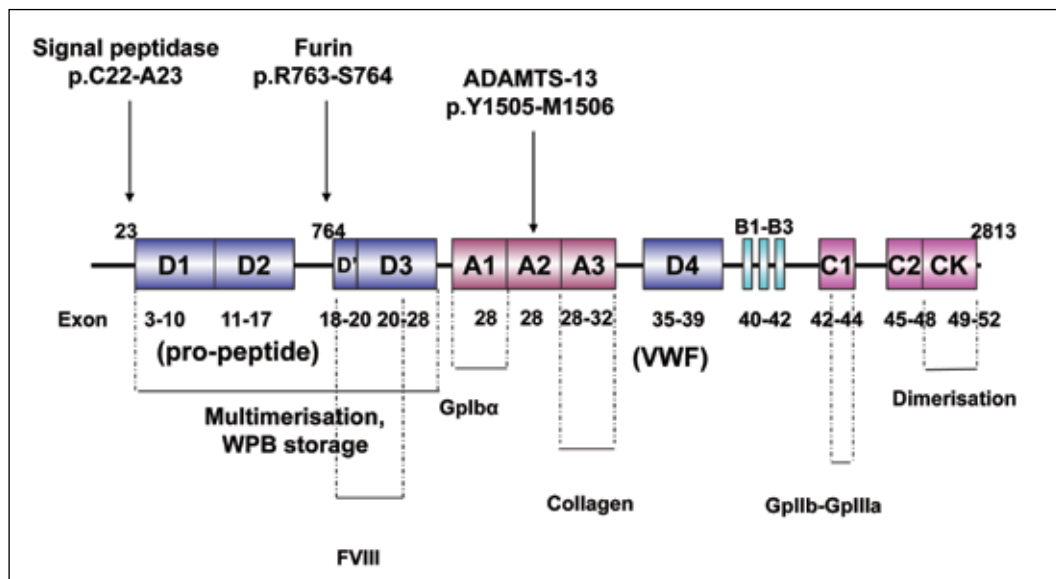 Signal peptidase
p.C22-A23
Furin
p.R763-S764
ADAMTS-13
p.Y1505-M1506
23
764
B1-B3
2813
D1 D2 D' D3 A1 A2 A3 D4 C1 C2 CK
Exon 3-10 11-17 18-20 20-28 28 28 28-32 35-39 40-42 42-44 45-48 49-52
(pro-peptide)
(VWF)
Multimerisation,
WPB storage
GpIbα
Dimerisation
Collagen
GpIIb-GpIIIa
FVIII